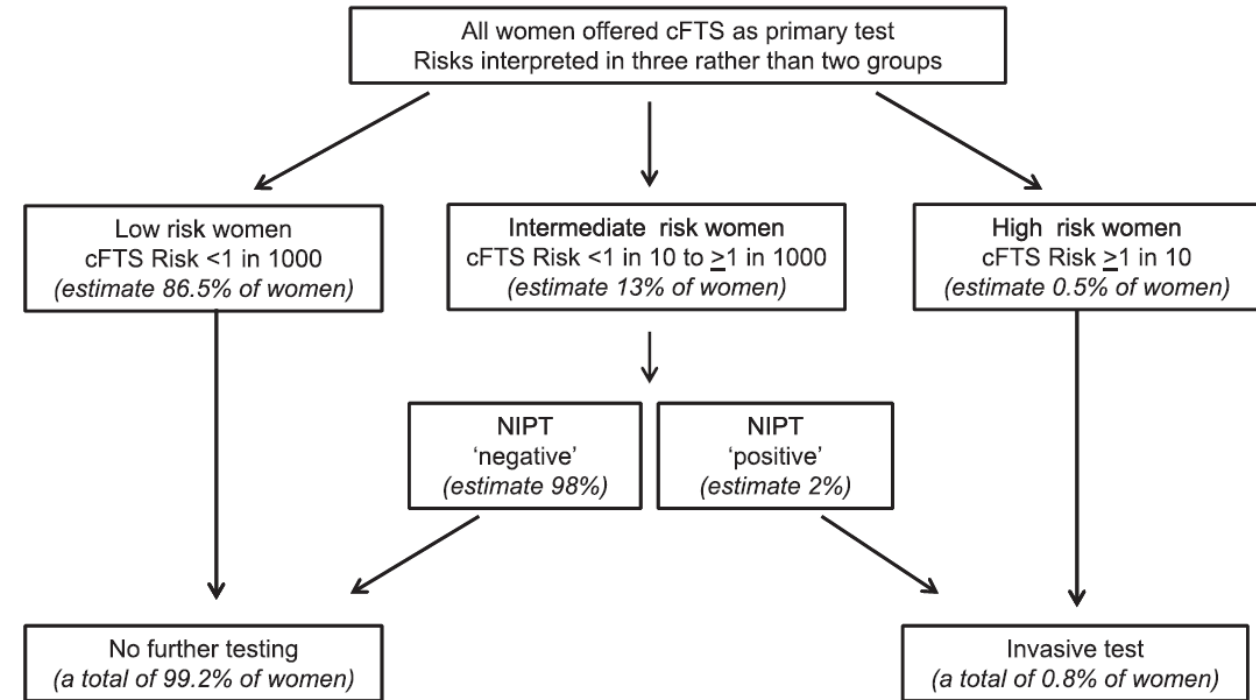 All women offered cFTS as primary test
Risks interpreted in three rather than two groups
Low risk women
cFTS Risk <1 in 1000
(estimate 86.5% of women)
Intermediate risk women
cFTS Risk <1 in 10 to ≥1 in 1000
(estimate 13% of women)
High risk women
cFTS Risk ≥1 in 10
(estimate 0.5% of women)
NIPT
‘negative’
(estimate 98%)
NIPT
‘positive’
(estimate 2%)
No further testing
(a total of 99.2% of women)
Invasive test
(a total of 0.8% of women)